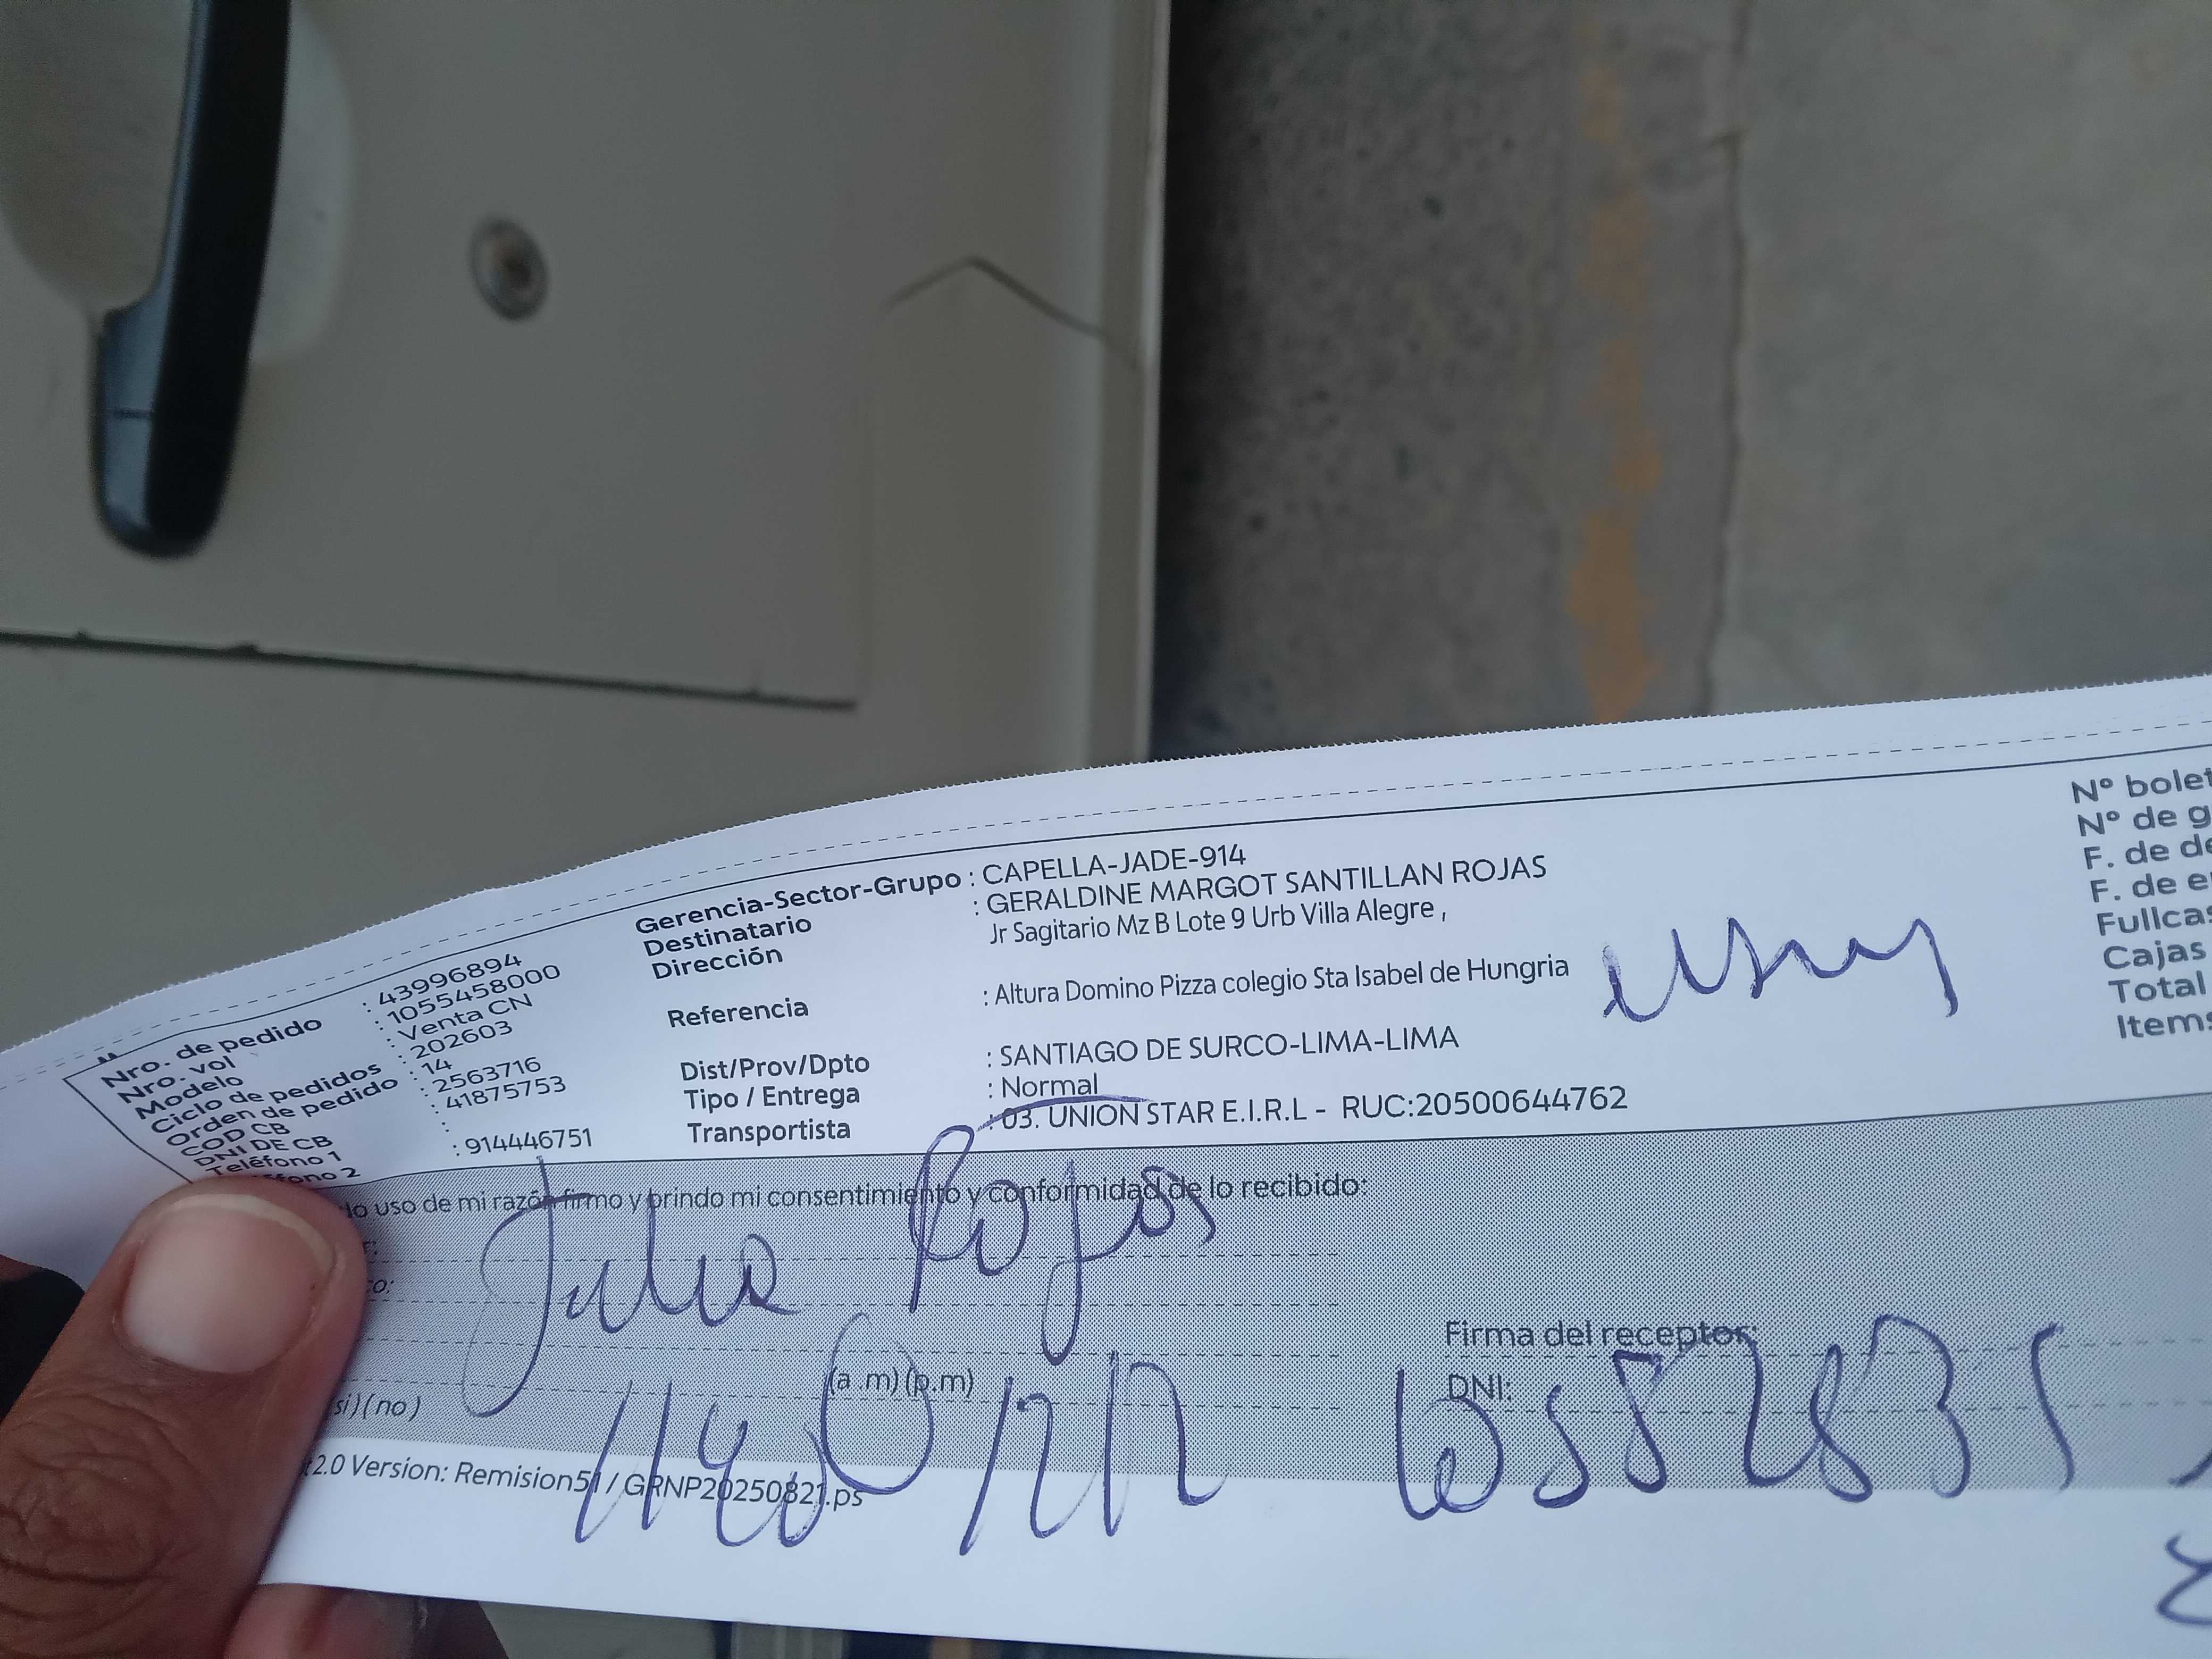 Nro. de pedido : 43996894
Nro. vol : 1055458000
Modelo : Venta CN
Ciclo de pedidos : 202603
Orden de pedido : 14
COD CB : 2563716
DNI DE CB : 41875753
Teléfono 1 :
fono 2 : 914446751
Gerencia-Sector-Grupo : CAPELLA-JADE-914
Destinatario : GERALDINE MARGOT SANTILLAN ROJAS
Dirección Jr Sagitario Mz B Lote 9 Urb Villa Alegre ,
Referencia : Altura Domino Pizza colegio Sta Isabel de Hungria
Dist/Prov/Dpto : SANTIAGO DE SURCO-LIMA-LIMA
Tipo / Entrega : Normal
Transportista : 03. UNION STAR E.I.R.L - RUC:20500644762
Nº bolet
Nº de g
F. de de
F. de e
Fullcas
Cajas
Total
Items
lo uso de mi razón firmo y brindo mi consentimiento y conformidad de lo recibido:
Julia Rojas
o:
Firma del receptor:
(a .m) (p.m)
DNI:
si) ( no )
2.0 Version: Remision51 / GRNP20250821.ps